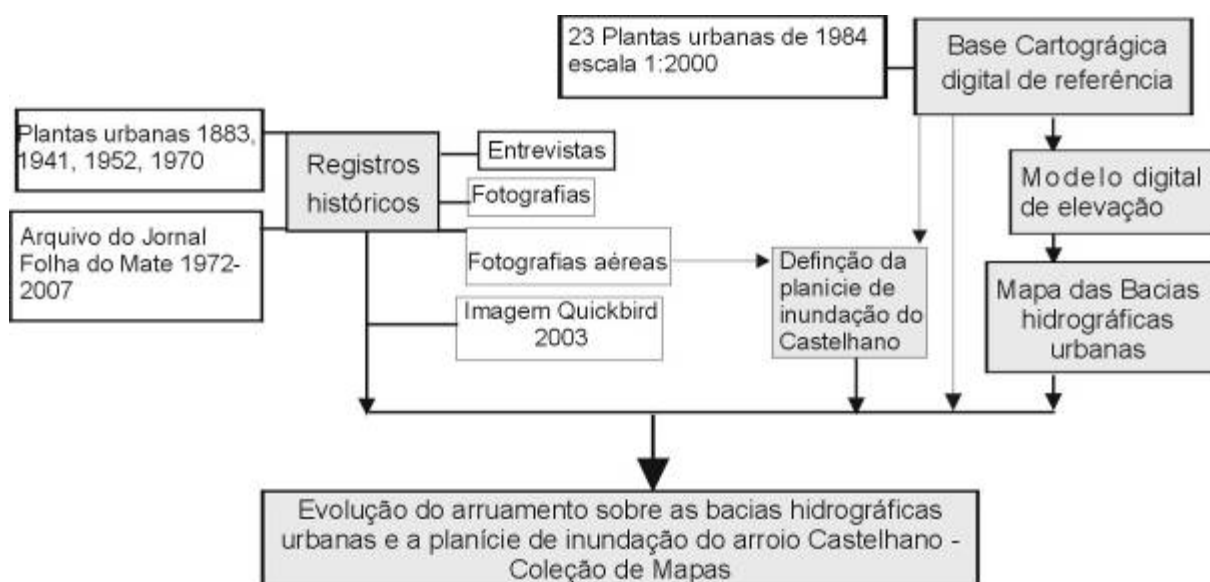 23 Plantas urbanas de 1984
escala 1:2000
Base Cartográgica
digital de referência
Plantas urbanas 1883,
1941, 1952, 1970
Registros
históricos
Entrevistas
Fotografias
Modelo digital
de elevação
Arquivo do Jornal
Folha do Mate 1972-
2007
Fotografias aéreas
Definção da
planicie de
inundação do
Castelhano
Mapa das Bacias
hidrográficas
urbanas
Imagem Quickbird
2003
Evolução do arruamento sobre as bacias hidrográficas
urbanas e a planície de inundação do arroio Castelhano -
Coleção de Mapas